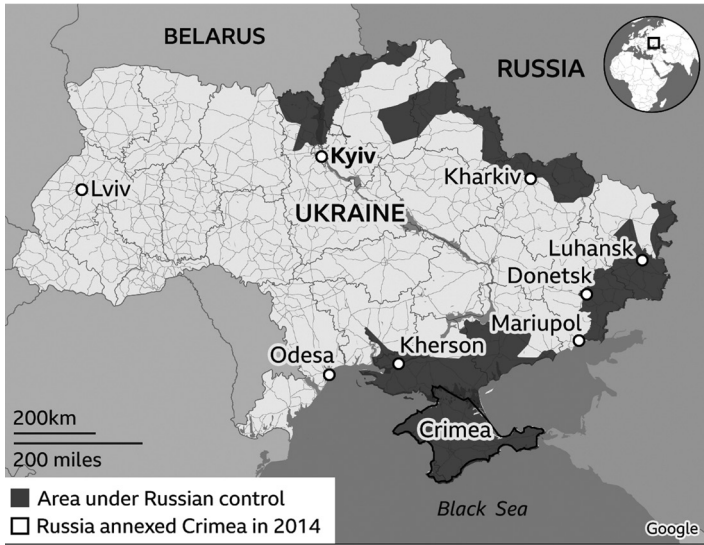 BELARUS
RUSSIA
Kyiv
Kharkiv
Lviv
UKRAINE
Luhansk
Donetsk
Mariupol
Kherson
Odesa
200km
200 miles
Crimea
Area under Russian control
Black Sea
Russia annexed Crimea in 2014
Google